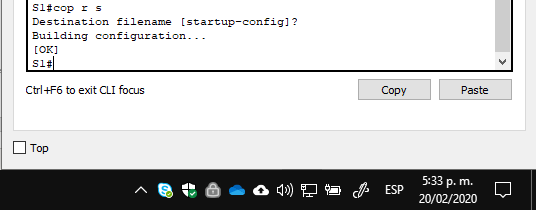 S1#cop r s
Destination filename [startup-config]?
Building configuration...
[OK]
S1#
Ctrl+F6 to exit CLI focus
Copy
Paste
Top
ESP
5:33 p. m.
20/02/2020